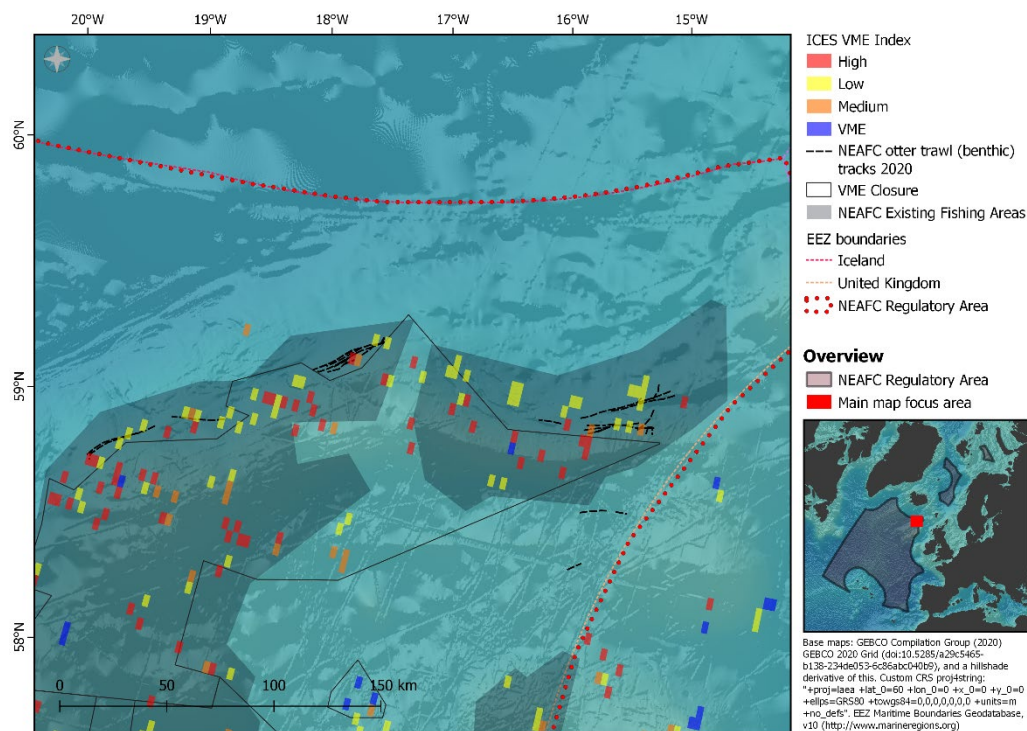 20°W 19°W 18°W 17°W 16°W 15°W
60°N
59°N
58°N
0 50 100 150 km
ICES VME Index
High
Low
Medium
VME
NEAFC otter trawl (benthic)
tracks 2020
VME Closure
NEAFC Existing Fishing Areas
EEZ boundaries
Iceland
United Kingdom
NEAFC Regulatory Area
Overview
NEAFC Regulatory Area
Main map focus area
Base maps: GEBCO Compilation Group (2020)
GEBCO 2020 Grid (doi:10.5285/a29c5465-
b138-234de053-6c86abc040b9), and a hillshade
derivative of this. Custom CRS proj4string:
"+proj=laea +lat_0=60 +lon_0=0 +x_0=0 +y_0=0
+ellps=GRS80 +towgs84=0,0,0,0,0,0,0 +units=m
+no_defs". EEZ Maritime Boundaries Geodatabase,
v10 (http://www.marineregions.org)